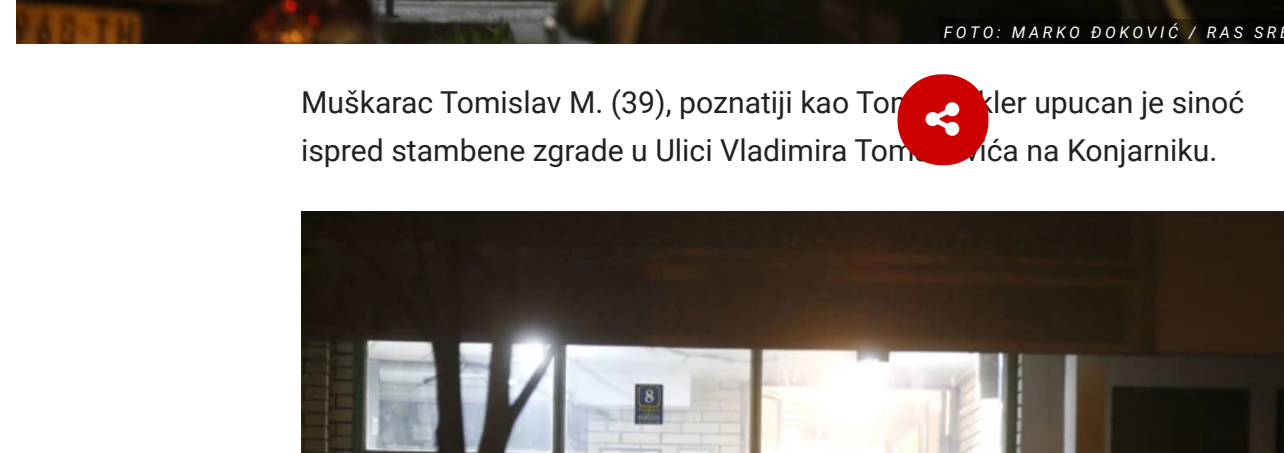 FOTO: MARKO ĐOKOVIĆ / RAS
Muškarac Tomislav M. (39), poznatiji kao upucan je sinoć
ispred stambene zgrade u Ulici Vladimira na Konjarniku.
8